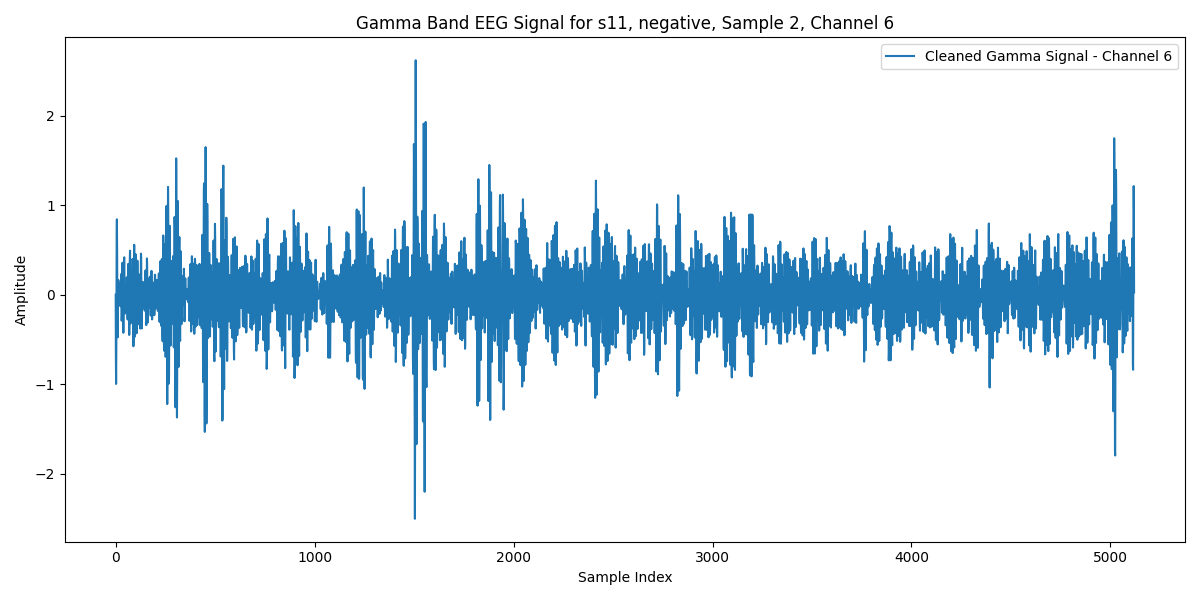 Gamma Band EEG Signal for s11, negative, Sample 2, Channel 6
Cleaned Gamma Signal - Channel 6
Amplitude
2
1
0
−1
−2
0 1000 2000 3000 4000 5000
Sample Index